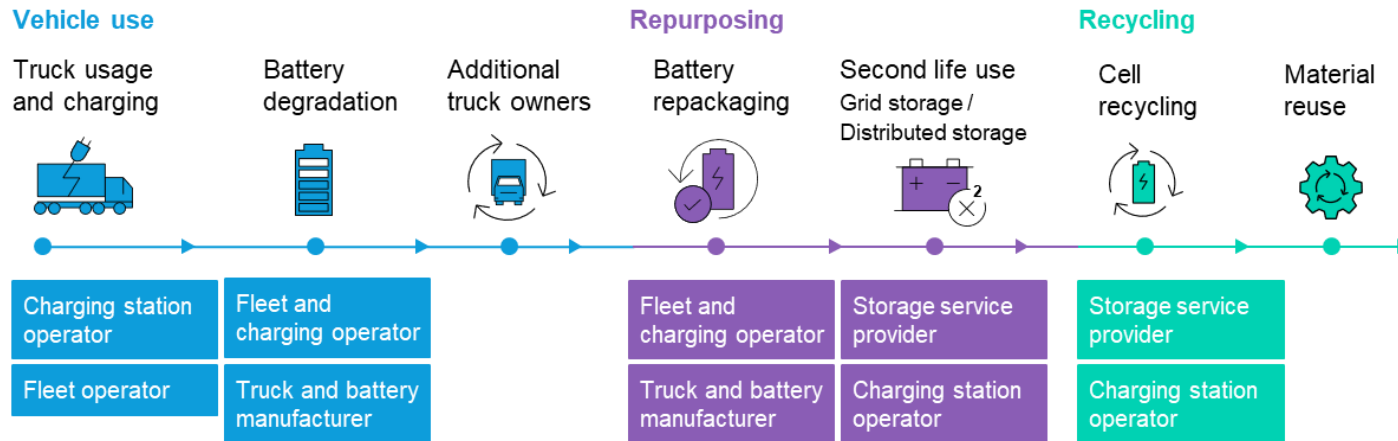 Vehicle use
Repurposing
Recycling
Truck usage
and charging
Battery
degradation
Additional
truck owners
Battery
repackaging
Second life use
Grid storage /
Distributed storage
Cell
recycling
Material
reuse
+ -
2
Charging station
operator
Fleet operator
Fleet and
charging operator
Truck and battery
manufacturer
Fleet and
charging operator
Truck and battery
manufacturer
Storage service
provider
Charging station
operator
Storage service
provider
Charging station
operator